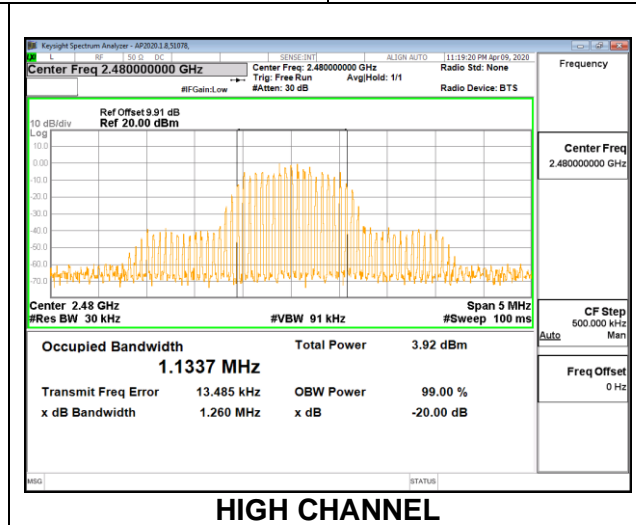 Keysight Spectrum Analyzer - AP2020.1.8,51078,
L RF 50 Ω DC SENSE:INT ALIGN AUTO 11:19:20 PM Apr 09, 2020
Center Freq 2.480000000 GHz
Center Freq: 2.480000000 GHz
Radio Std: None
Trig: Free Run Avg|Hold: 1/1
#IFGain:Low #Atten: 30 dB Radio Device: BTS
Frequency
Ref Offset 9.91 dB
10 dB/div Ref 20.00 dBm
Log
10.0
0.00
-10.0
-20.0
-30.0
-40.0
-50.0
-60.0
-70.0
Center Freq
2.480000000 GHz
Center 2.48 GHz Span 5 MHz
#Res BW 30 kHz #VBW 91 kHz #Sweep 100 ms
CF Step
500.000 kHz
Auto Man
Occupied Bandwidth Total Power 3.92 dBm
1.1337 MHz
Transmit Freq Error 13.485 kHz OBW Power 99.00 %
x dB Bandwidth 1.260 MHz x dB -20.00 dB
Freq Offset
0 Hz
MSG STATUS
HIGH CHANNEL